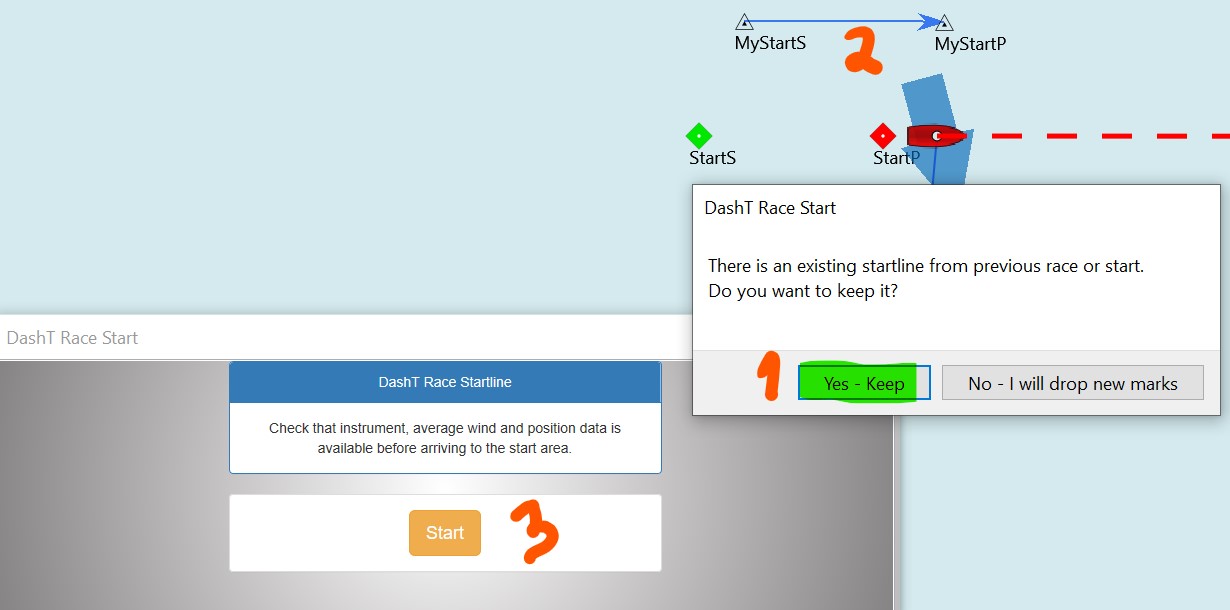 MyStartS
MyStartP
2
StartS
StartP
DashT Race Start
There is an existing startline from previous race or start.
Do you want to keep it?
1
Yes - Keep
No - I will drop new marks
DashT Race Start
DashT Race Startline
Check that instrument, average wind and position data is
available before arriving to the start area.
Start
3